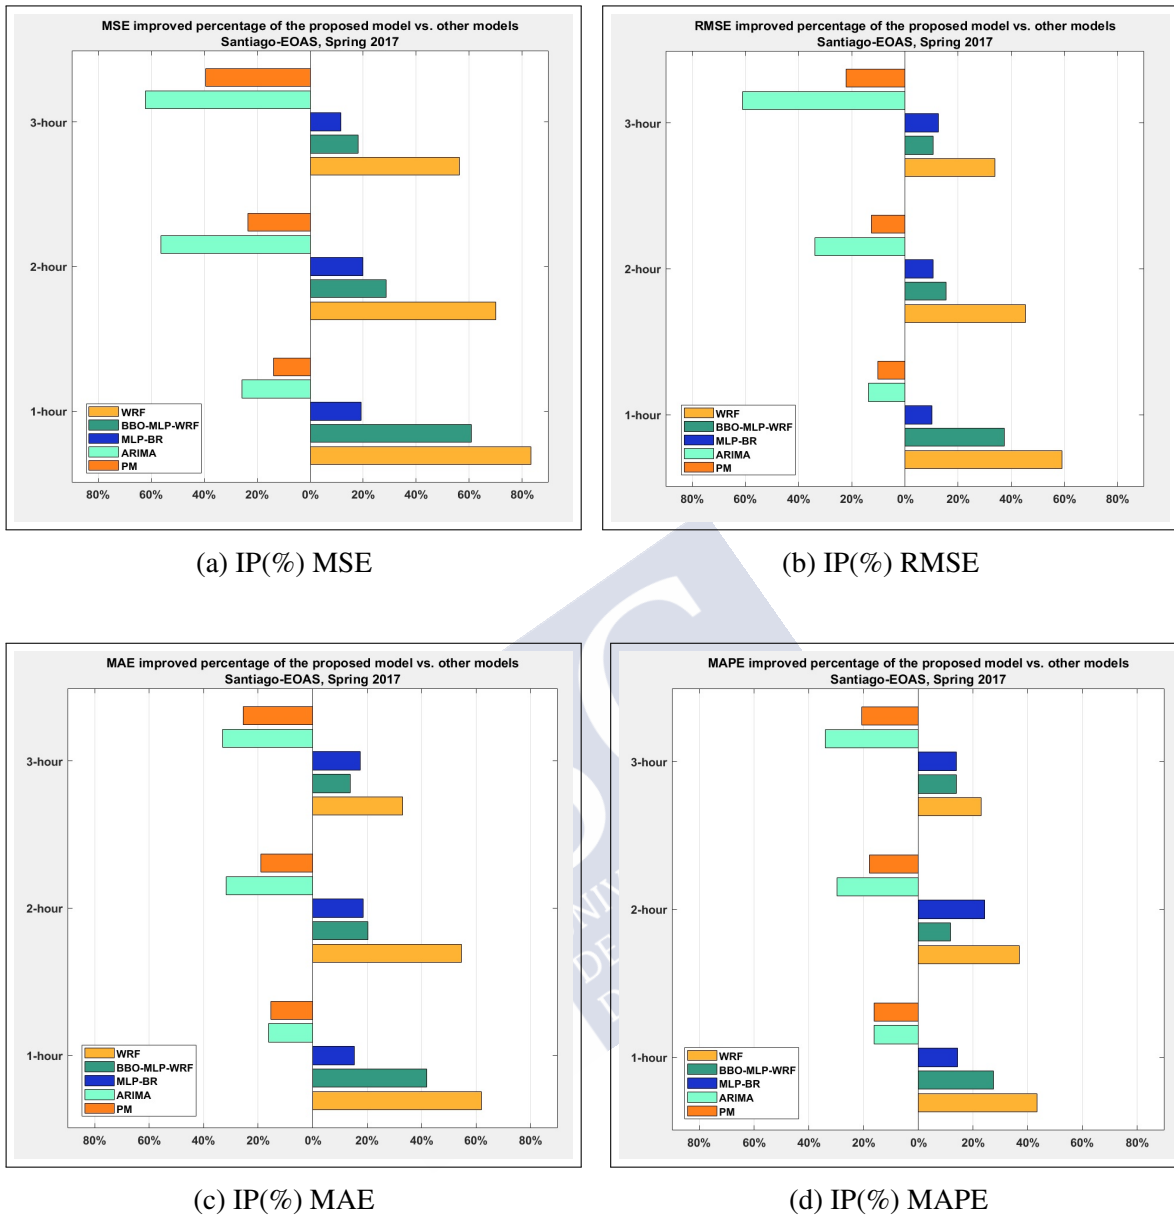 MSE improved percentage of the proposed model vs. other models
Santiago-EOAS, Spring 2017
3-hour
2-hour
1-hour
WRF
BBO-MLP-WRF
MLP-BR
ARIMA
PM
80% 60% 40% 20% 0% 20% 40% 60% 80%
(a) IP(%) MSE
RMSE improved percentage of the proposed model vs. other models
Santiago-EOAS, Spring 2017
3-hour
2-hour
1-hour
WRF
BBO-MLP-WRF
MLP-BR
ARIMA
PM
80% 60% 40% 20% 0% 20% 40% 60% 80%
(b) IP(%) RMSE
MAE improved percentage of the proposed model vs. other models
Santiago-EOAS, Spring 2017
3-hour
2-hour
1-hour
WRF
BBO-MLP-WRF
MLP-BR
ARIMA
PM
80% 60% 40% 20% 0% 20% 40% 60% 80%
(c) IP(%) MAE
MAPE improved percentage of the proposed model vs. other models
Santiago-EOAS, Spring 2017
3-hour
2-hour
1-hour
WRF
BBO-MLP-WRF
MLP-BR
ARIMA
PM
80% 60% 40% 20% 0% 20% 40% 60% 80%
(d) IP(%) MAPE